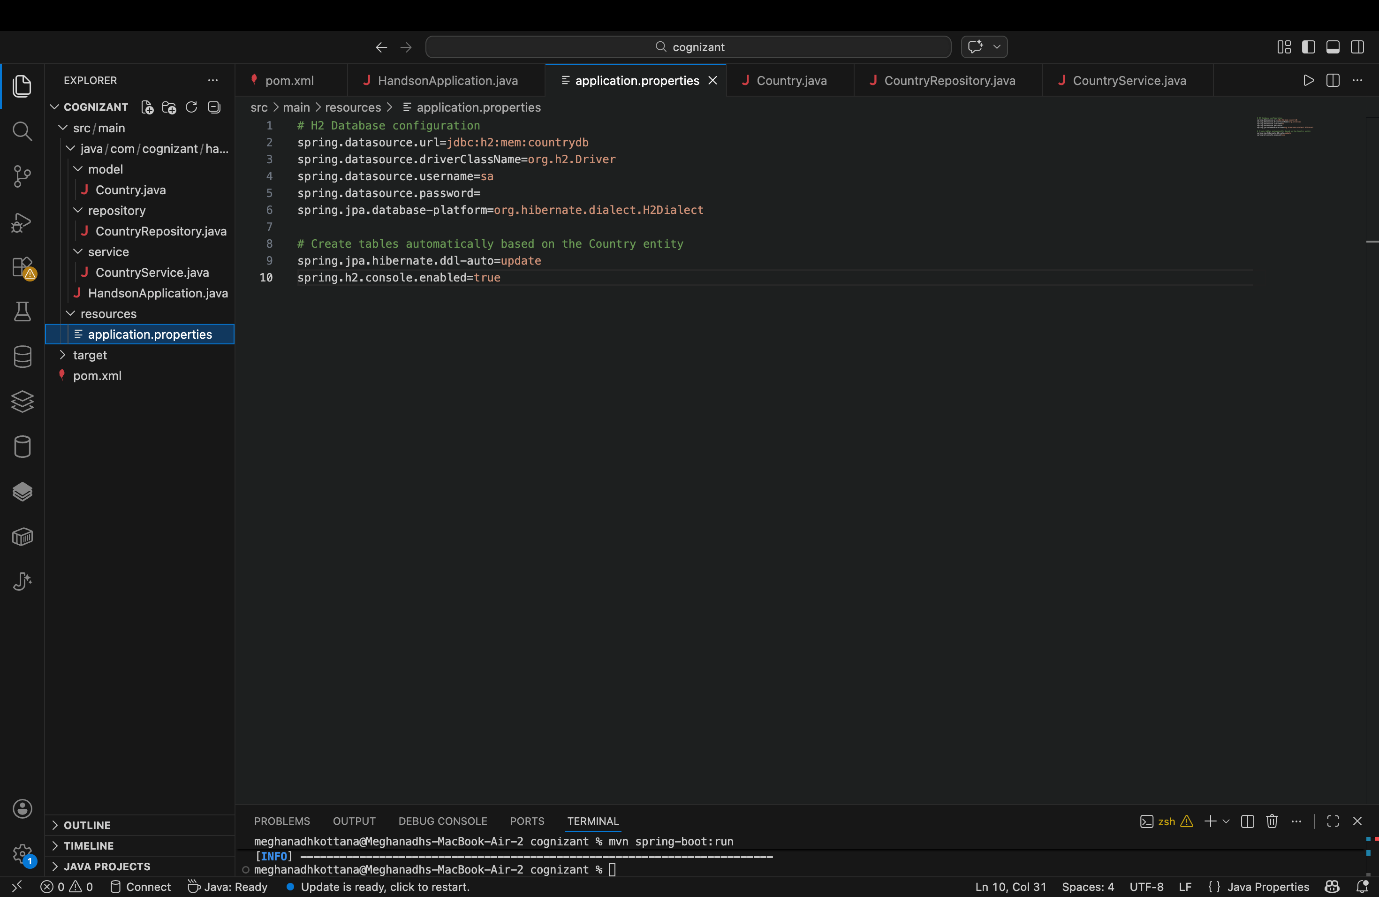 cognizant
EXPLORER
COGNIZANT
src/main
java/com/cognizant/ha...
model
Country.java
repository
CountryRepository.java
service
CountryService.java
HandsonApplication.java
resources
application.properties
target
pom.xml
OUTLINE
TIMELINE
JAVA PROJECTS
pom.xml
HandsonApplication.java
application.properties
Country.java
CountryRepository.java
CountryService.java
src > main > resources > application.properties
1 # H2 Database configuration
2 spring.datasource.url=jdbc:h2:mem:countrydb
3 spring.datasource.driverClassName=org.h2.Driver
4 spring.datasource.username=sa
5 spring.datasource.password=
6 spring.jpa.database-platform=org.hibernate.dialect.H2Dialect
7
8 # Create tables automatically based on the Country entity
9 spring.jpa.hibernate.ddl-auto=update
10 spring.h2.console.enabled=true
PROBLEMS OUTPUT DEBUG CONSOLE PORTS TERMINAL
zsh
meghanadhkottana@Meghanadhs-MacBook-Air-2 cognizant % mvn spring-boot:run
[INFO] ------------------------------------------------------------------------
meghanadhkottana@Meghanadhs-MacBook-Air-2 cognizant %
1
0 0 Connect Java: Ready Update is ready, click to restart. Ln 10, Col 31 Spaces: 4 UTF-8 LF {} Java Properties